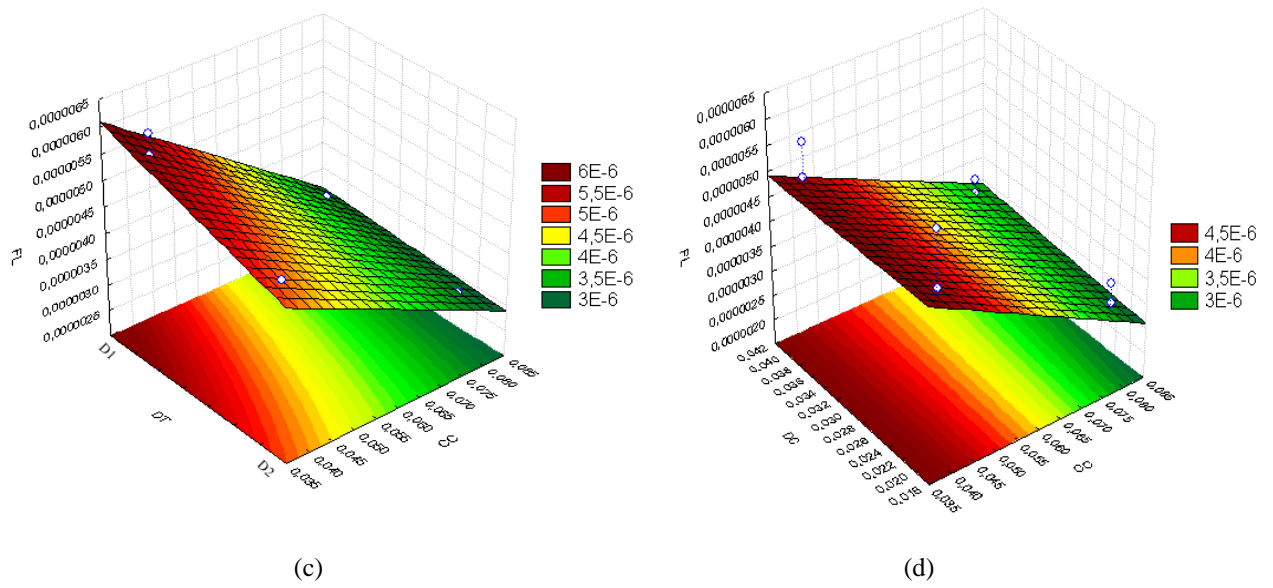 0,0000065
0,0000060
0,0000055
0,0000050
0,0000045
0,0000040
0,0000035
0,0000030
0,0000025
FL
D1
DT
D2
0,035
0,040
0,045
0,050
0,055
0,060
0,065
0,070
0,075
0,080
0,085
CC
6E-6
5,5E-6
5E-6
4,5E-6
4E-6
3,5E-6
3E-6
(c)
0,0000065
0,0000060
0,0000055
0,0000050
0,0000045
0,0000040
0,0000035
0,0000030
0,0000025
0,0000020
FL
0,042
0,040
0,038
0,036
0,034
0,032
0,030
0,028
0,026
0,024
0,022
0,020
0,018
DC
0,035
0,040
0,045
0,050
0,055
0,060
0,065
0,070
0,075
0,080
0,085
CC
4,5E-6
4E-6
3,5E-6
3E-6
(d)